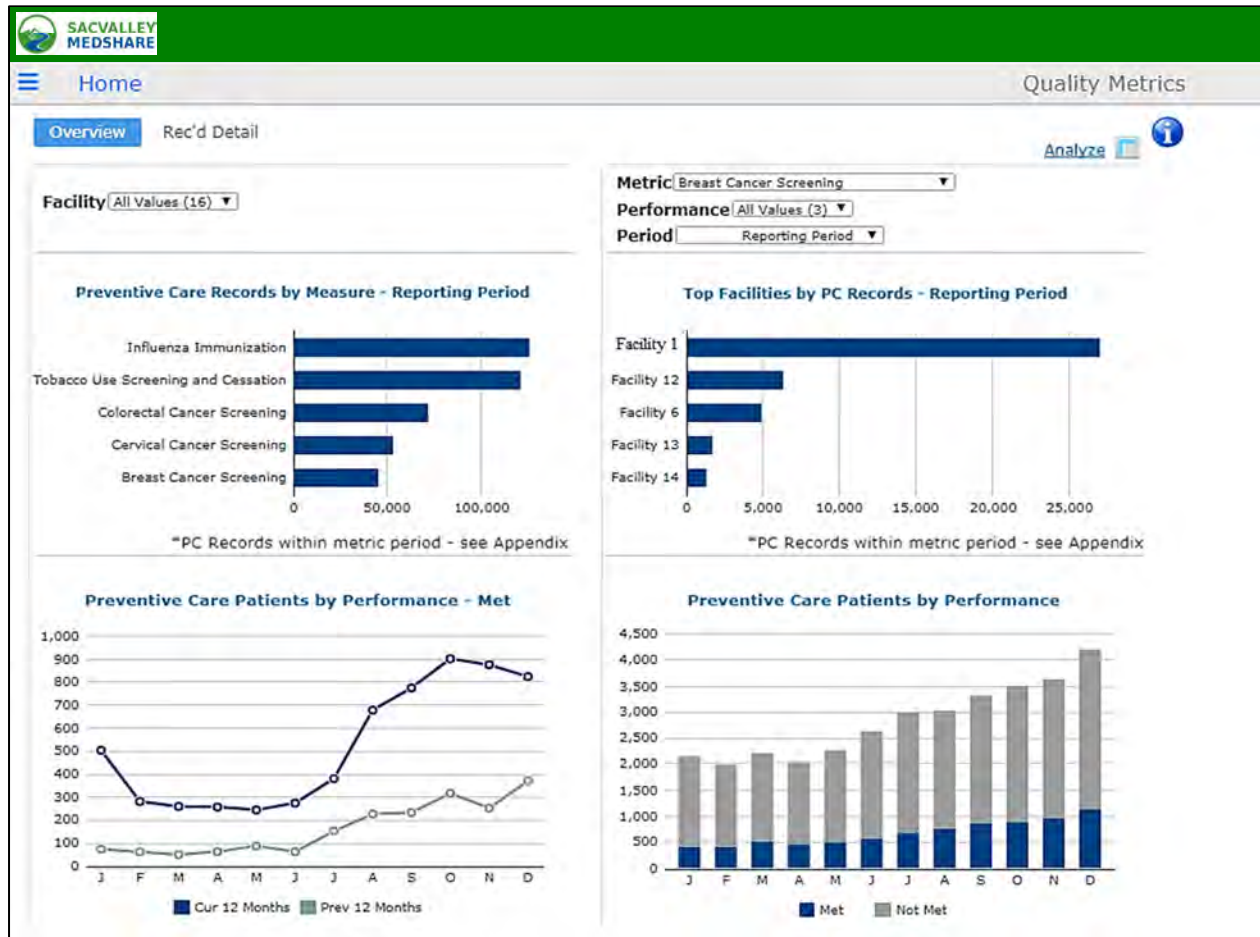 SACVALLEY
MEDSHARE
Home
Quality Metrics
Overview
Rec'd Detail
Analyze
Facility All Values (16)
Metric Breast Cancer Screening
Performance All Values (3)
Period Reporting Period
Preventive Care Records by Measure - Reporting Period
Influenza Immunization
Tobacco Use Screening and Cessation
Colorectal Cancer Screening
Cervical Cancer Screening
Breast Cancer Screening
0 50,000 100,000
*PC Records within metric period - see Appendix
Top Facilities by PC Records - Reporting Period
Facility 1
Facility 12
Facility 6
Facility 13
Facility 14
0 5,000 10,000 15,000 20,000 25,000
*PC Records within metric period - see Appendix
Preventive Care Patients by Performance - Met
1,000
900
800
700
600
500
400
300
200
100
0
J F M A M J J A S O N D
Cur 12 Months Prev 12 Months
Preventive Care Patients by Performance
4,500
4,000
3,500
3,000
2,500
2,000
1,500
1,000
500
0
J F M A M J J A S O N D
Met Not Met